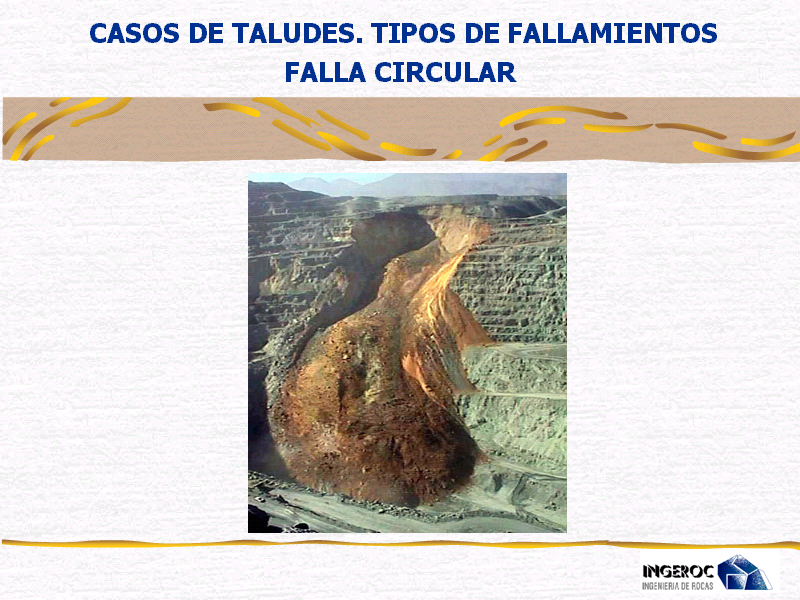 CASOS DE TALUDES. TIPOS DE FALLAMIENTOS
FALLA CIRCULAR
INGEROC
INGENIERIA DE ROCAS